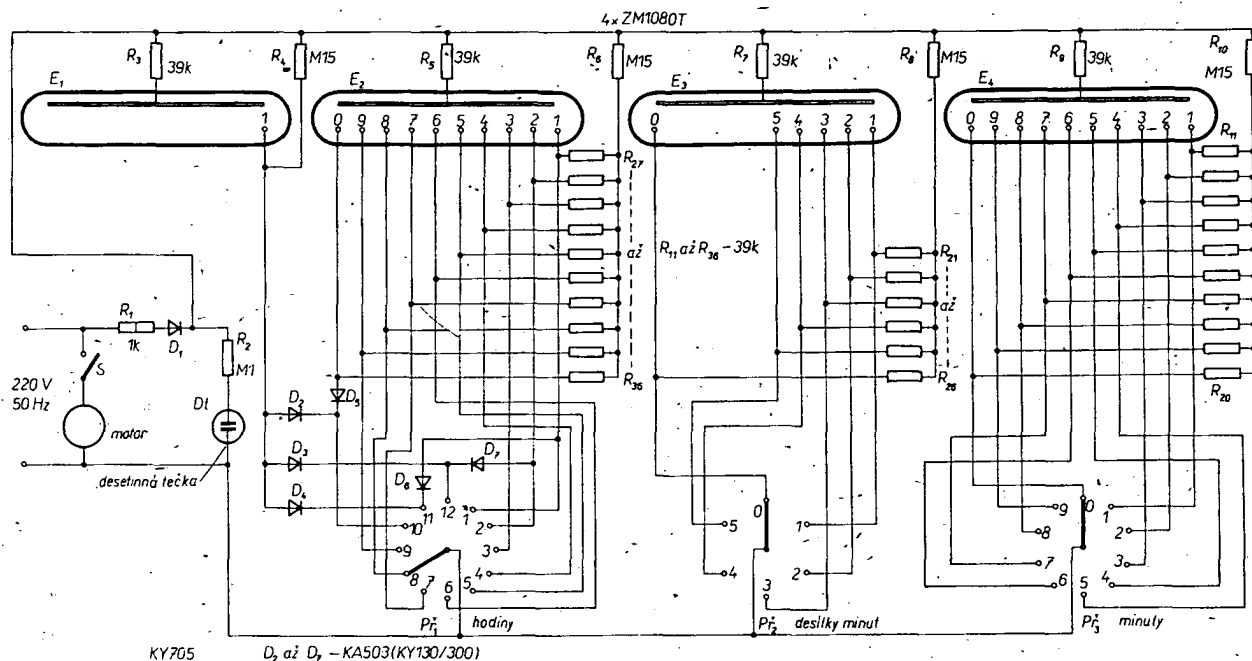 4x ZM1080T
R3 39k
R4 M15
R5 39k
R6 M15
R7 39k
R8 M15
R9 39k
R10 M15
E1
E2
E3
E4
1
0 9 8 7 6 5 4 3 2 1
0 5 4 3 2 1
0 9 8 7 6 5 4 3 2 1
R27
až
R36
R11 až R36 – 39k
R21
až
R26
R11
R20
R1
1k
D1
R2
M1
S
220 V
50 Hz
motor
Dt
desetinná tečka
D2
D3
D4
D5
D6
D7
11 12 1
10 2
9 3
8 4
7 6 5
Př1 hodiny
0
5 1
4 2
3
Př2 desítky minut
9 0 1
8 2
7 3
6 5 4
Př3 minuty
KY705 D2 až D7 – KA503 (KY130/300)